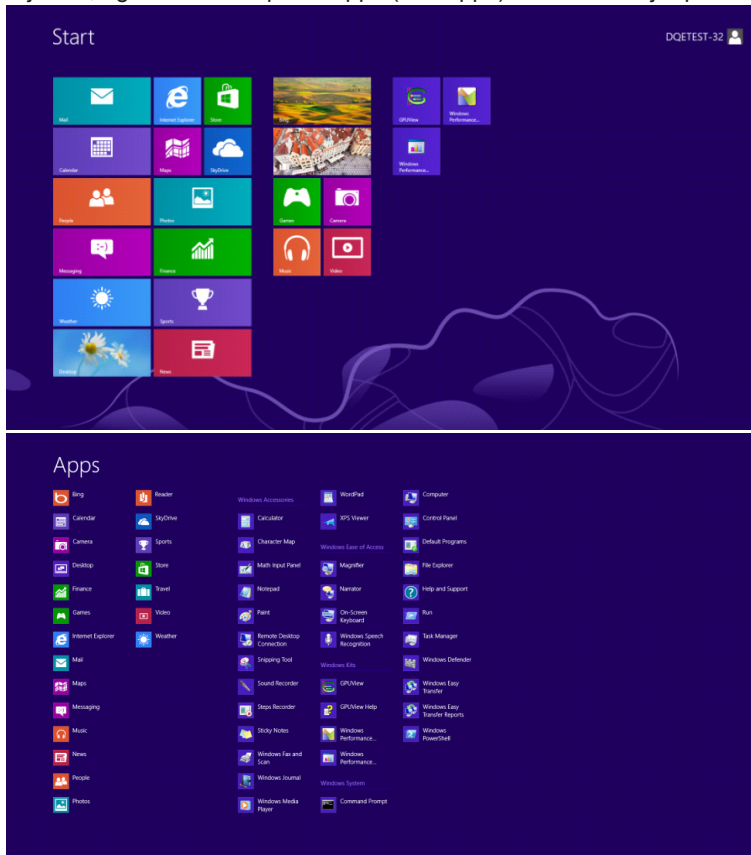 Start
DQETEST-32
Mail
Internet Explorer
Store
Bing
GPUView
Windows Performance...
Calendar
Maps
SkyDrive
Windows Performance...
People
Photos
Games
Camera
Messaging
Finance
Music
Video
Weather
Sports
Desktop
News
Apps
Bing
Calendar
Camera
Desktop
Finance
Games
Internet Explorer
Mail
Maps
Messaging
Music
News
People
Photos
Reader
SkyDrive
Sports
Store
Travel
Video
Weather
Windows Accessories
Calculator
Character Map
Math Input Panel
Notepad
Paint
Remote Desktop
Connection
Snipping Tool
Sound Recorder
Steps Recorder
Sticky Notes
Windows Fax and
Scan
Windows Journal
Windows Media
Player
WordPad
XPS Viewer
Windows Ease of Access
Magnifier
Narrator
On-Screen
Keyboard
Windows Speech
Recognition
Windows Kits
GPUView
GPUView Help
Windows
Performance...
Windows
Performance...
Windows System
Command Prompt
Computer
Control Panel
Default Programs
File Explorer
Help and Support
Run
Task Manager
Windows Defender
Windows Easy
Transfer
Windows Easy
Transfer Reports
Windows
PowerShell